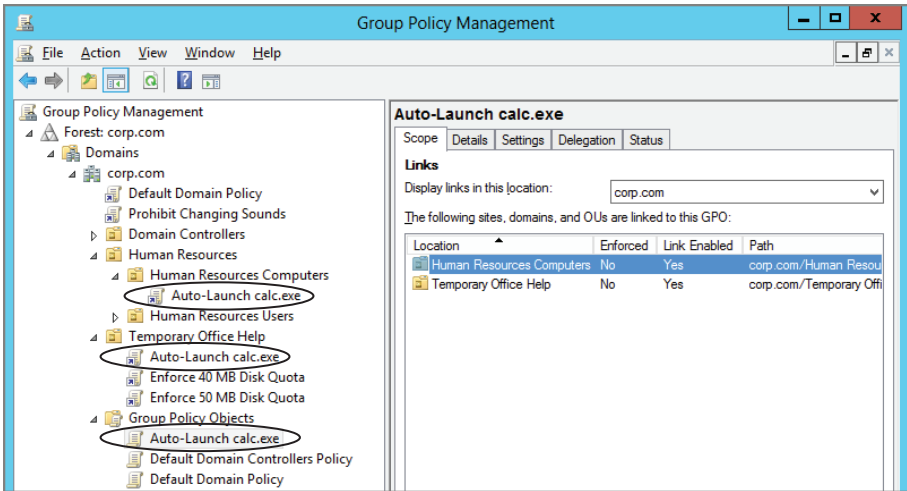 Group Policy Management
File Action View Window Help
Group Policy Management
Forest: corp.com
Domains
corp.com
Default Domain Policy
Prohibit Changing Sounds
Domain Controllers
Human Resources
Human Resources Computers
Auto-Launch calc.exe
Human Resources Users
Temporary Office Help
Auto-Launch calc.exe
Enforce 40 MB Disk Quota
Enforce 50 MB Disk Quota
Group Policy Objects
Auto-Launch calc.exe
Default Domain Controllers Policy
Default Domain Policy
Auto-Launch calc.exe
Scope Details Settings Delegation Status
Links
Display links in this location: corp.com
The following sites, domains, and OUs are linked to this GPO:
Location Enforced Link Enabled Path
Human Resources Computers No Yes corp.com/Human Resou
Temporary Office Help No Yes corp.com/Temporary Offi